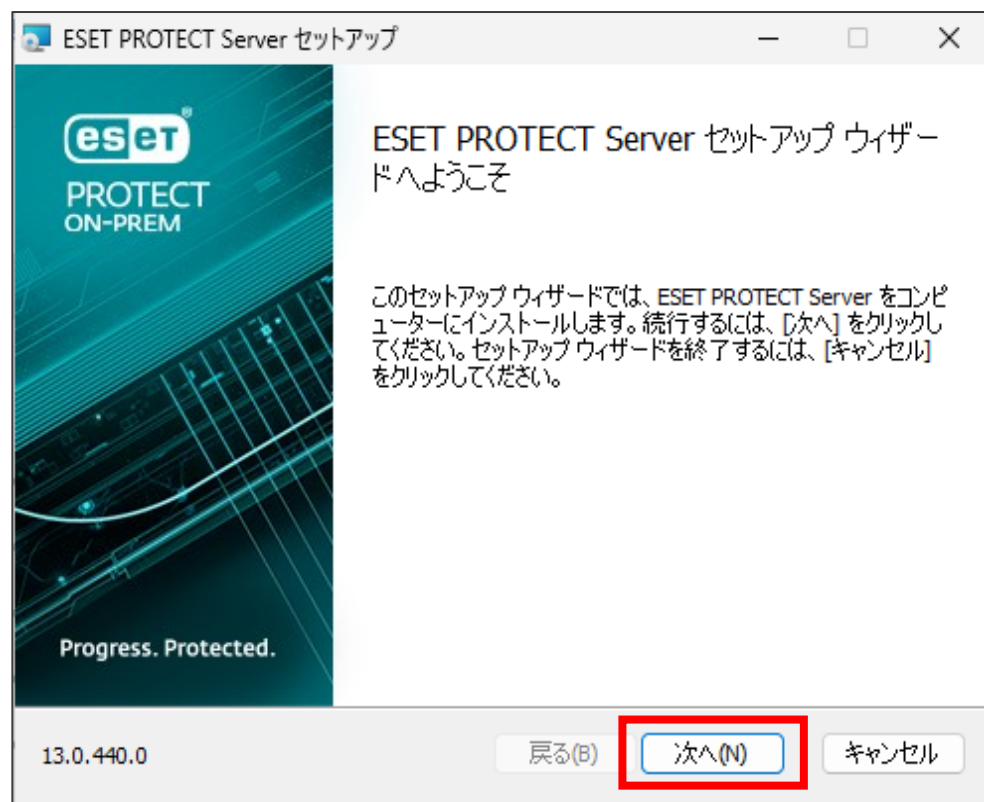 ESET PROTECT Server セットアップ
eseT
PROTECT
ON-PREM
ESET PROTECT Server セットアップ ウィザー
ドへようこそ
このセットアップ ウィザードでは、ESET PROTECT Server をコンピ
ューターにインストールします。続行するには、[次へ] をクリックし
てください。セットアップ ウィザードを終了するには、[キャンセル]
をクリックしてください。
Progress. Protected.
13.0.440.0
戻る(B)
次へ(N)
キャンセル